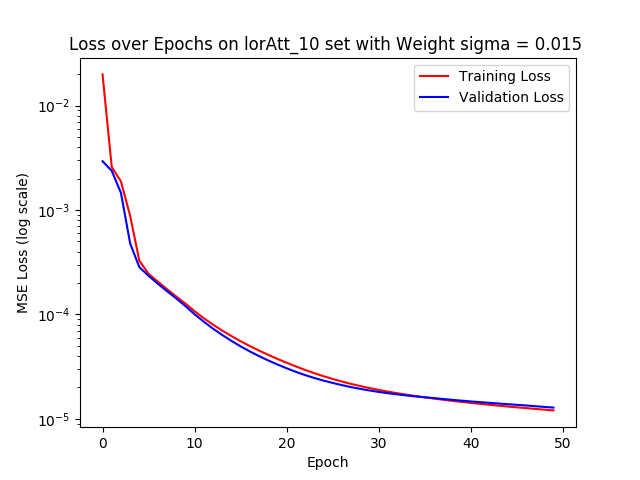 Loss over Epochs on lorAtt_10 set with Weight sigma = 0.015
Training Loss
Validation Loss
MSE Loss (log scale)
10⁻²
10⁻³
10⁻⁴
10⁻⁵
0 10 20 30 40 50
Epoch